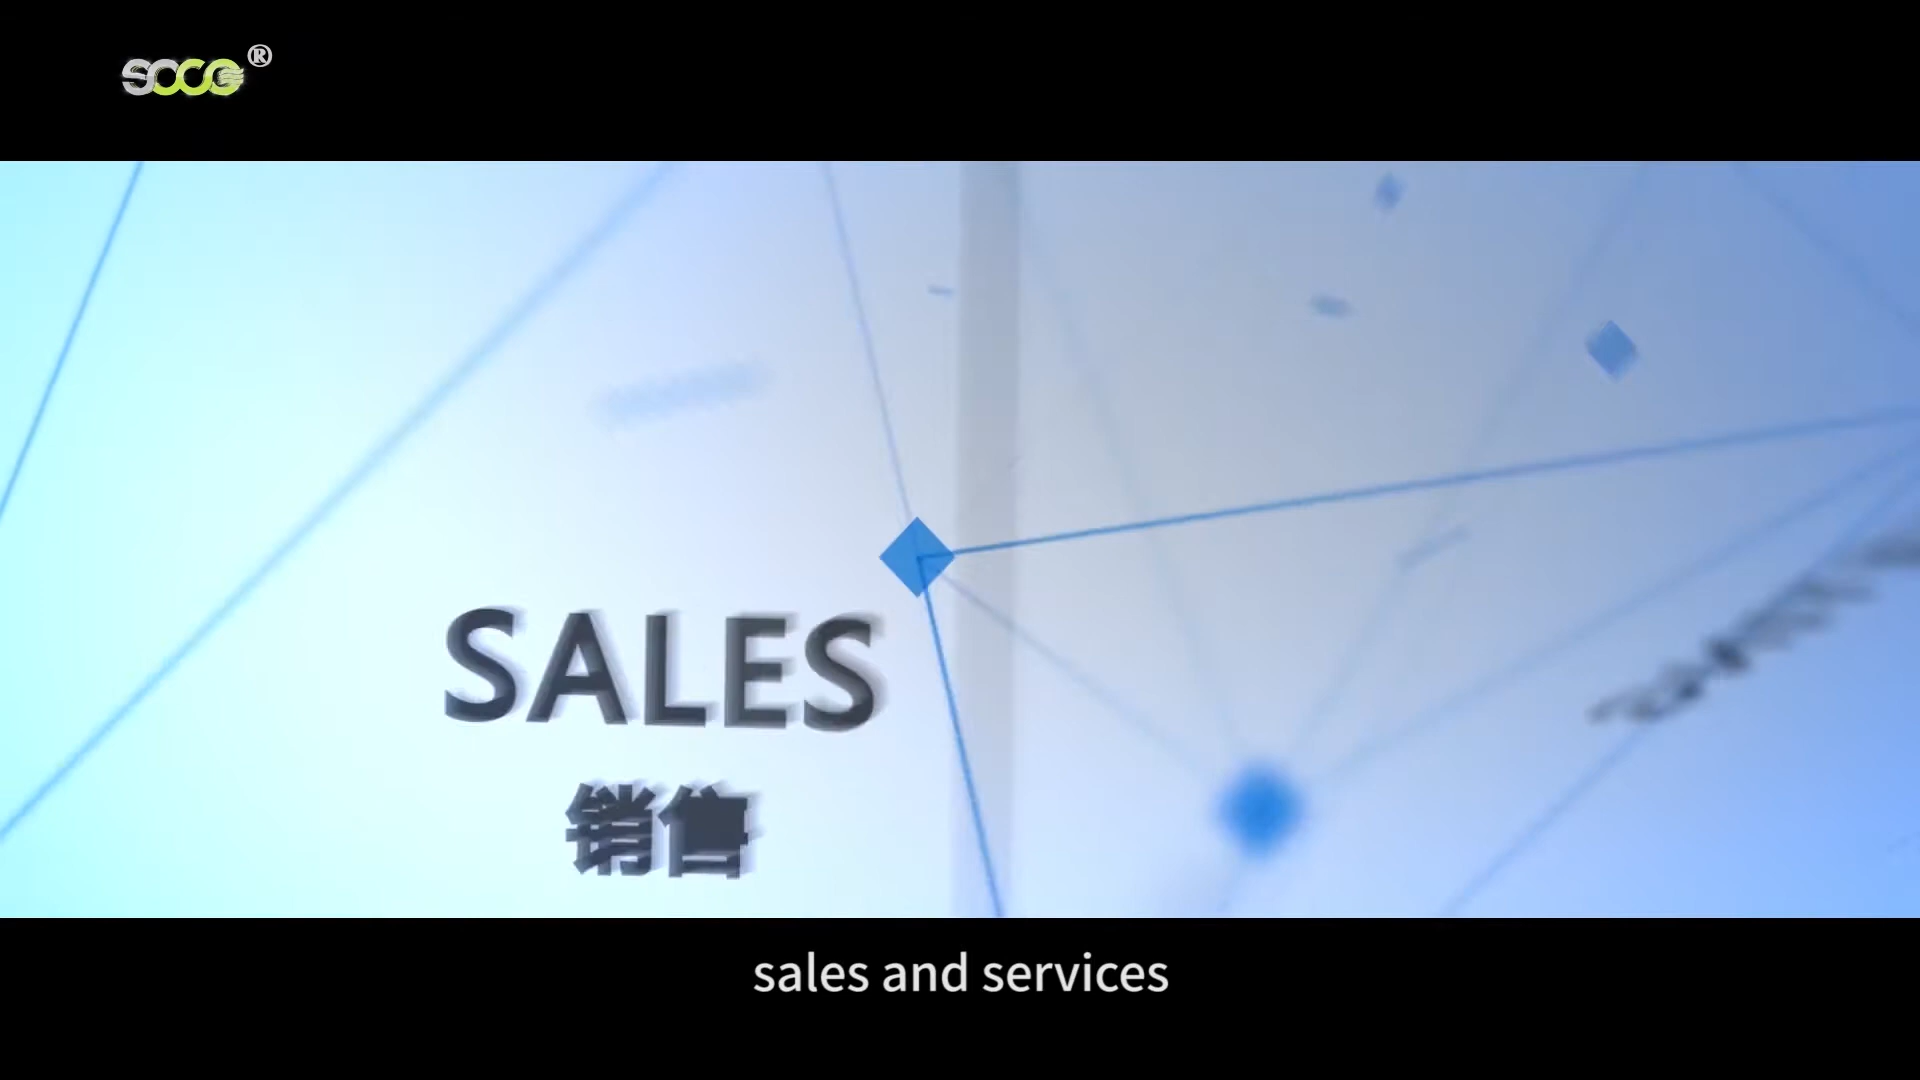 SOCO®
SALES
销售
sales and services